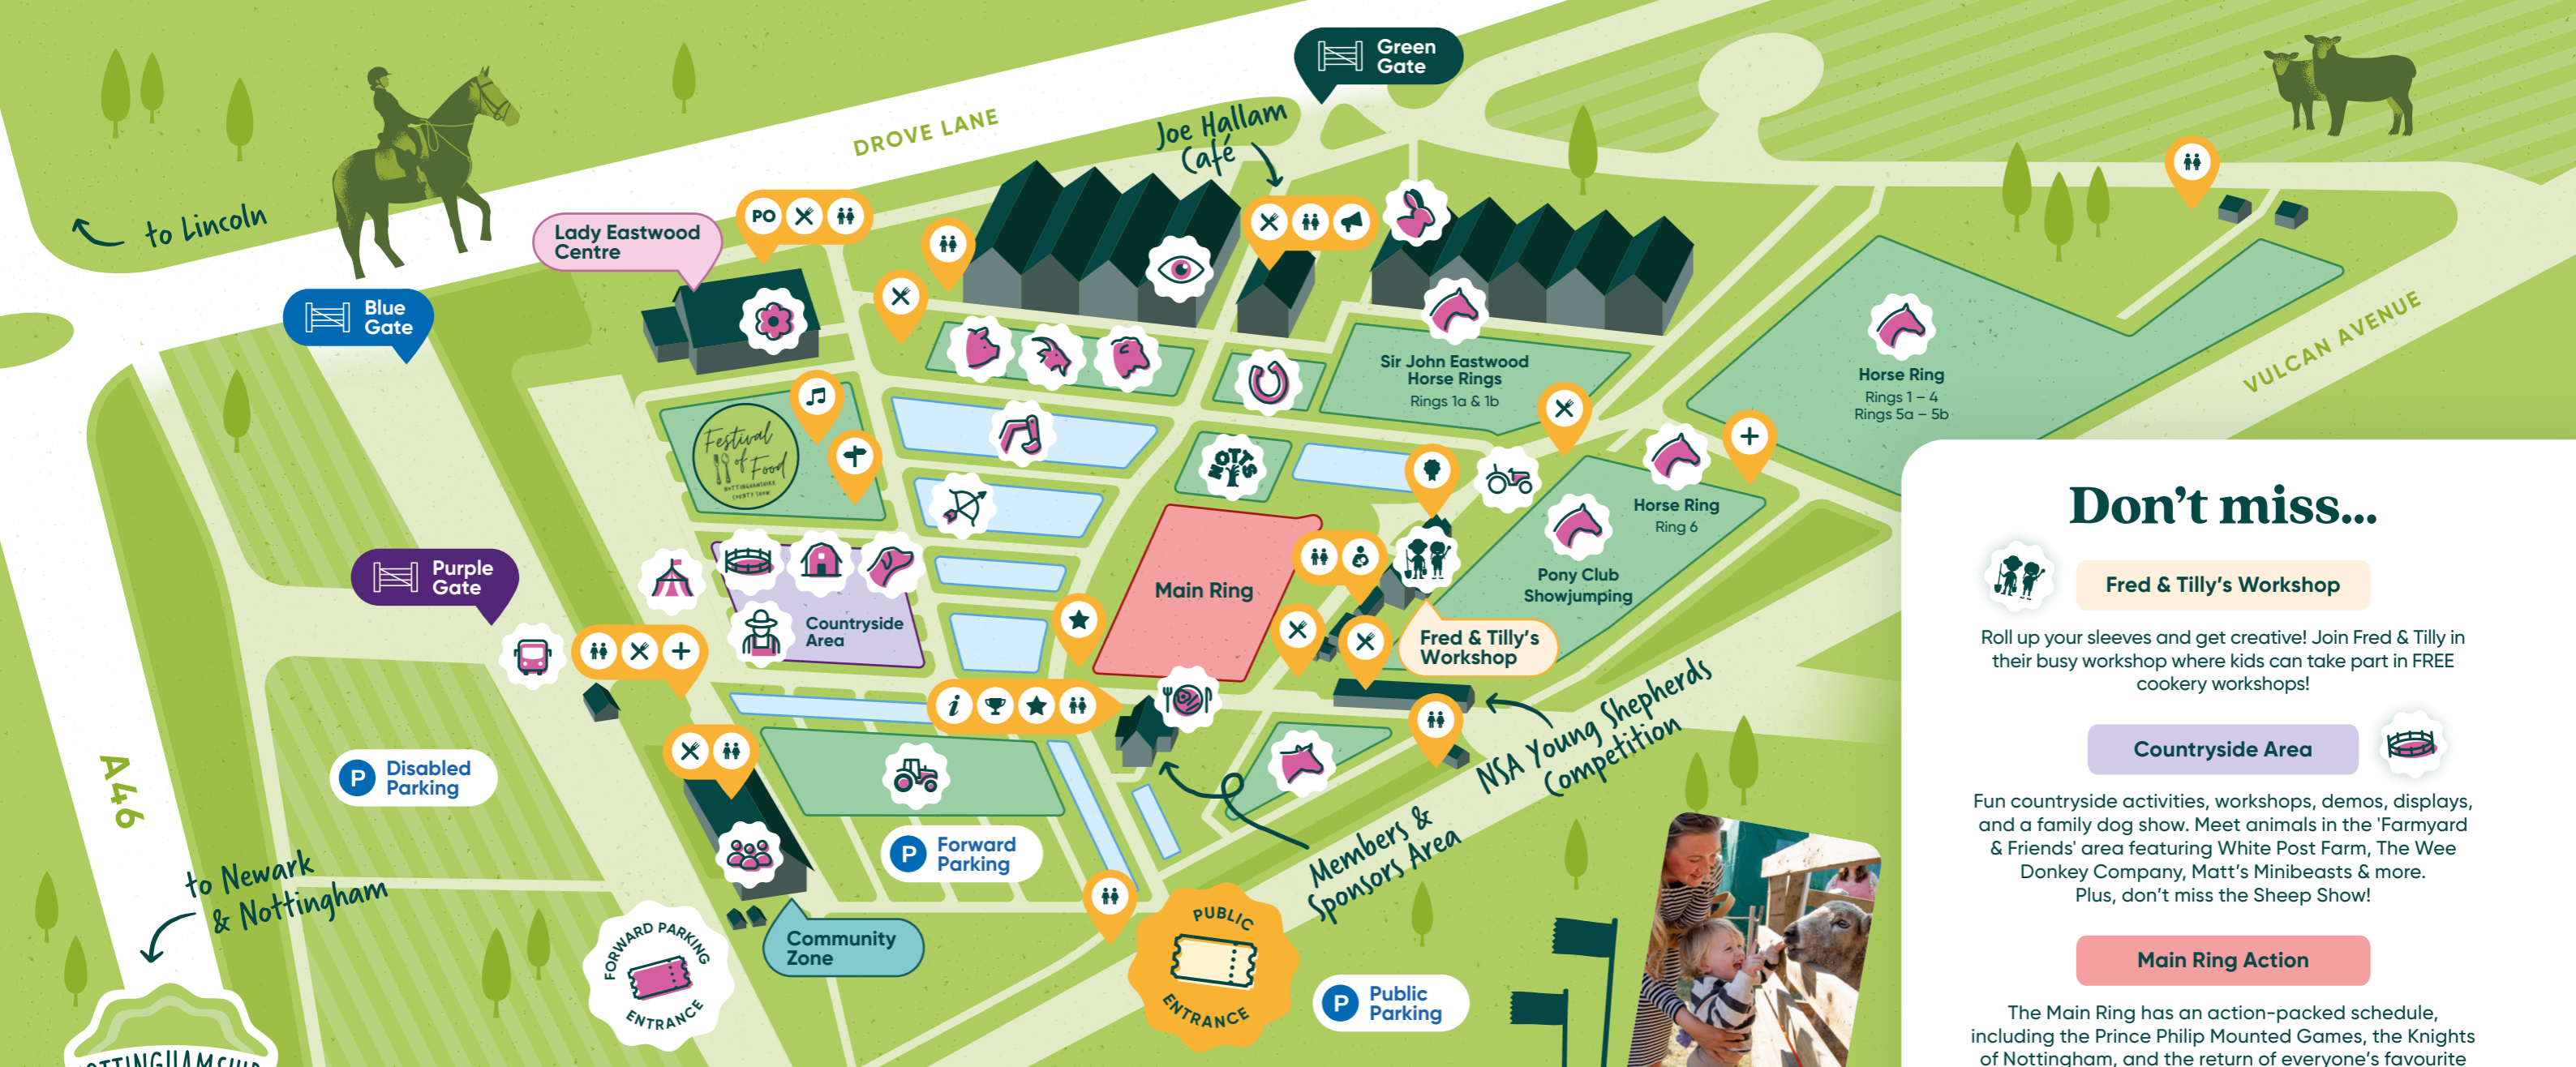 Green
Gate
Joe Hallam
Café
DROVE LANE
to Lincoln
Lady Eastwood
Centre
PO
Blue
Gate
Sir John Eastwood
Horse Rings
Rings 1a & 1b
Horse Ring
Rings 1 – 4
Rings 5a – 5b
VULCAN AVENUE
Festival
of
Food
NOTTINGHAMSHIRE
COUNTY SHOW
NOTTS
Horse Ring
Ring 6
Pony Club
Showjumping
Main Ring
Purple
Gate
Countryside
Area
Fred & Tilly's
Workshop
i
NSA Young Shepherds
Competition
A46
P
Disabled
Parking
P
Forward
Parking
Members &
Sponsors Area
to Newark
& Nottingham
FORWARD PARKING
ENTRANCE
Community
Zone
PUBLIC
ENTRANCE
P
Public
Parking
Don't miss...
Fred & Tilly's Workshop
Roll up your sleeves and get creative! Join Fred & Tilly in
their busy workshop where kids can take part in FREE
cookery workshops!
Countryside Area
Fun countryside activities, workshops, demos, displays,
and a family dog show. Meet animals in the 'Farmyard
& Friends' area featuring White Post Farm, The Wee
Donkey Company, Matt's Minibeasts & more.
Plus, don't miss the Sheep Show!
Main Ring Action
The Main Ring has an action-packed schedule,
including the Prince Philip Mounted Games, the Knights
of Nottingham, and the return of everyone's favourite